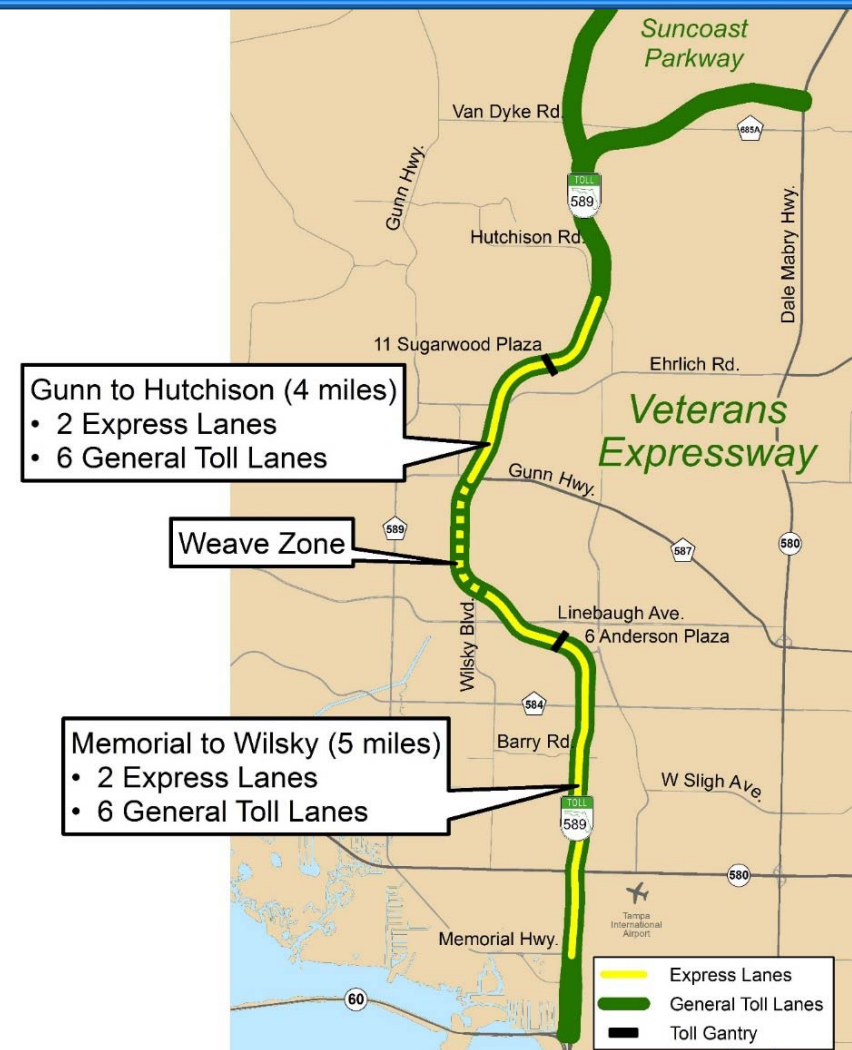 Suncoast
Parkway
Van Dyke Rd.
685A
Gunn Hwy.
TOLL
589
Dale Mabry Hwy.
Hutchison Rd.
11 Sugarwood Plaza
Ehrlich Rd.
Gunn to Hutchison (4 miles)
• 2 Express Lanes
• 6 General Toll Lanes
Veterans
Expressway
Gunn Hwy.
589
587
580
Weave Zone
Wilsky Blvd.
Linebaugh Ave.
6 Anderson Plaza
584
Memorial to Wilsky (5 miles)
• 2 Express Lanes
• 6 General Toll Lanes
Barry Rd.
W Sligh Ave.
TOLL
589
580
Tampa
International
Airport
Memorial Hwy.
60
Express Lanes
General Toll Lanes
Toll Gantry